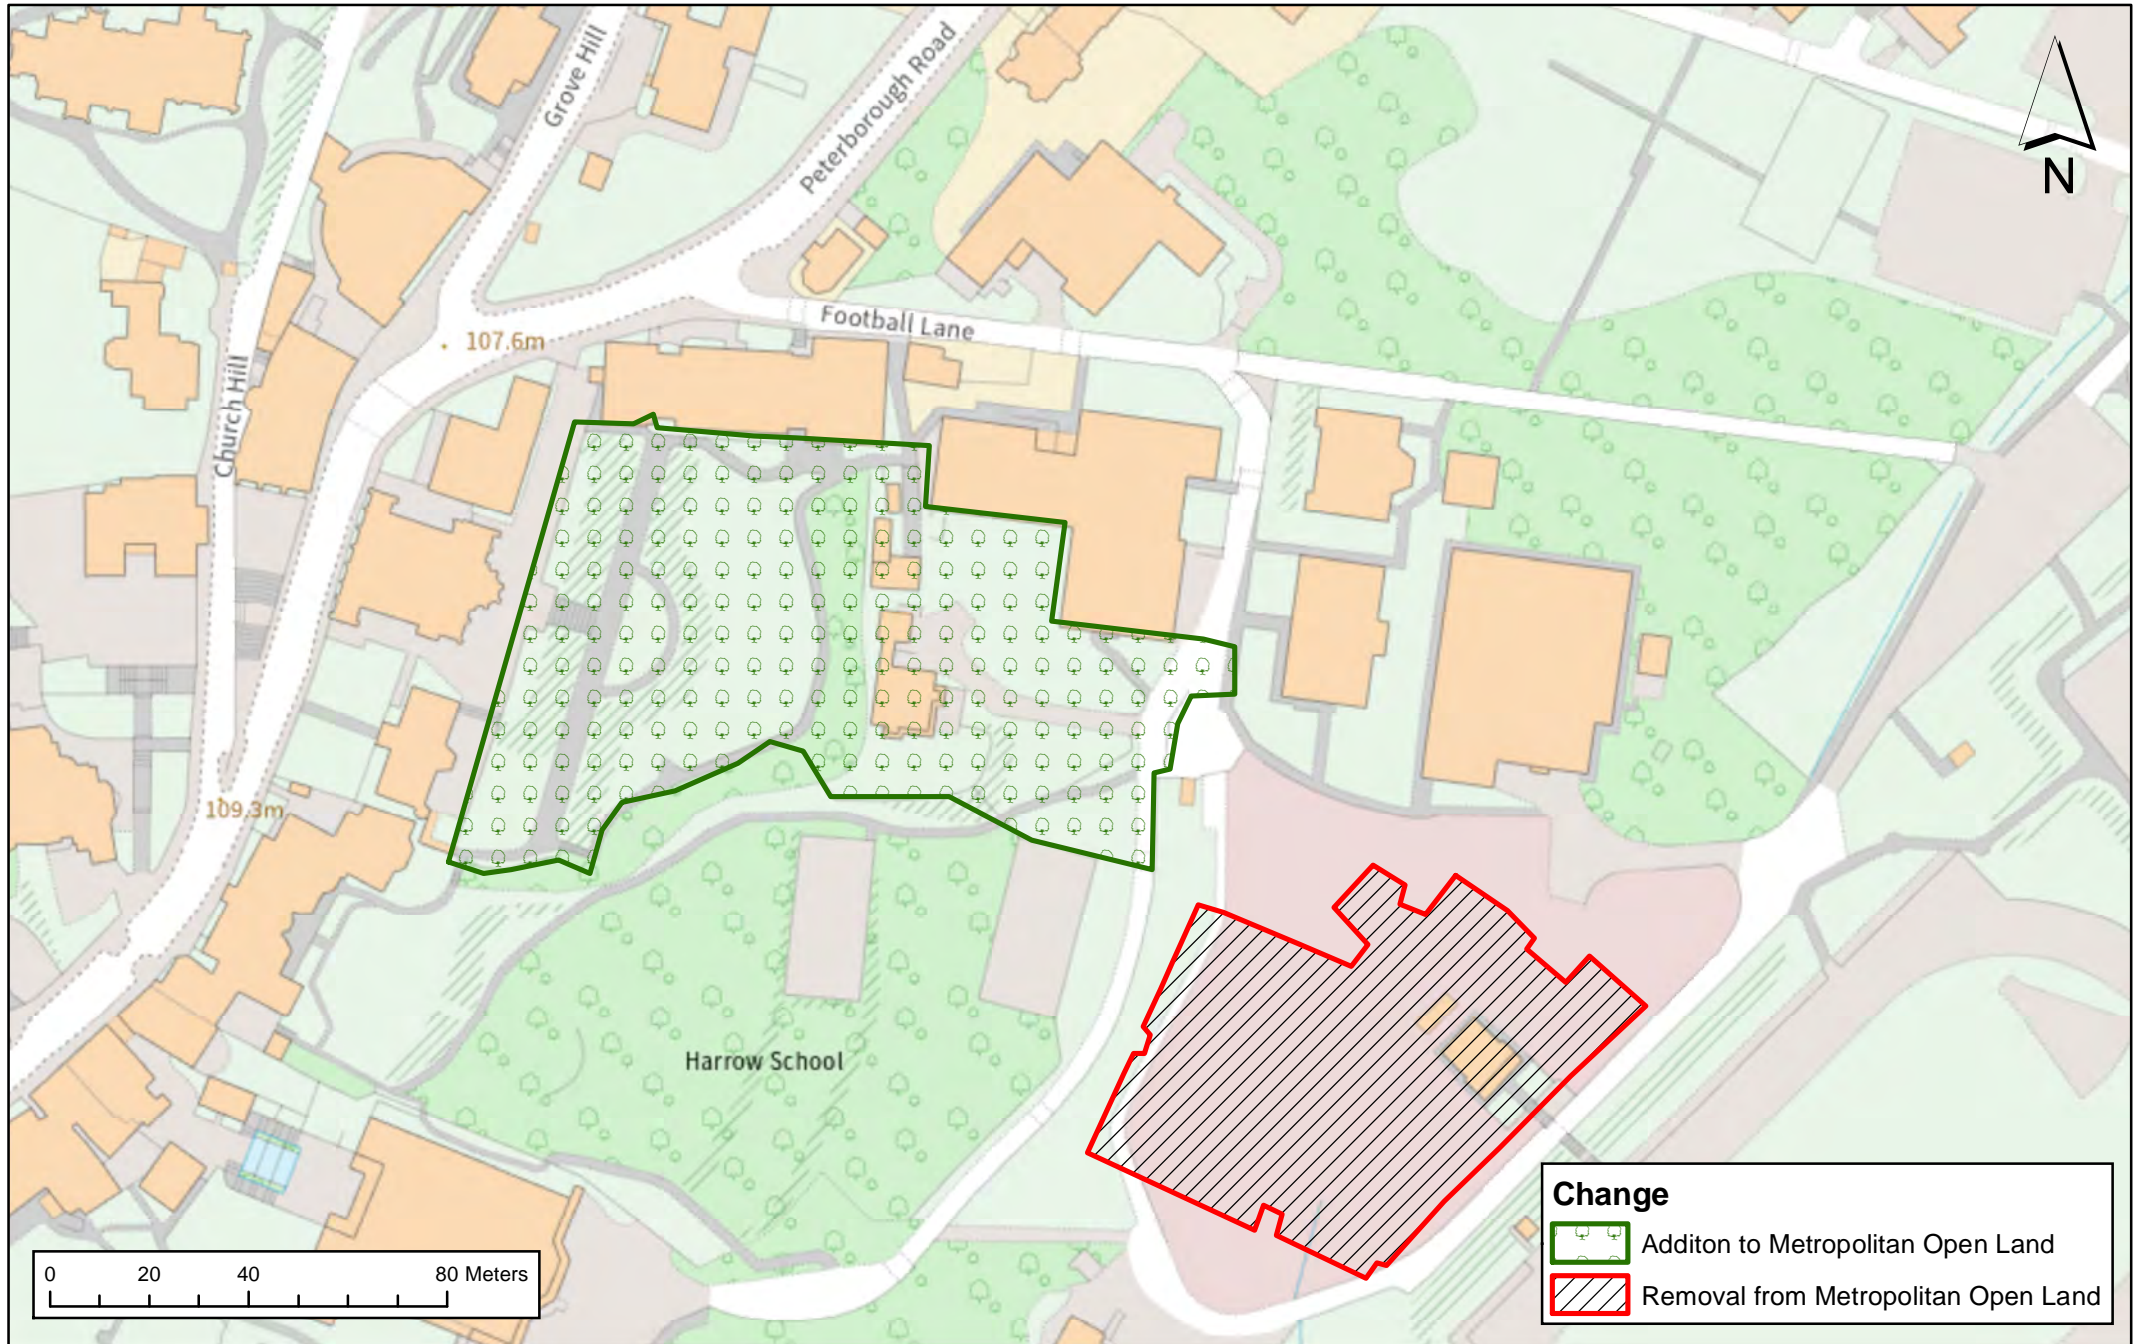 Grove Hill
Peterborough Road
N
Football Lane
107.6m
Church Hill
109.3m
Harrow School
Change
Additon to Metropolitan Open Land
Removal from Metropolitan Open Land
0 20 40 80 Meters